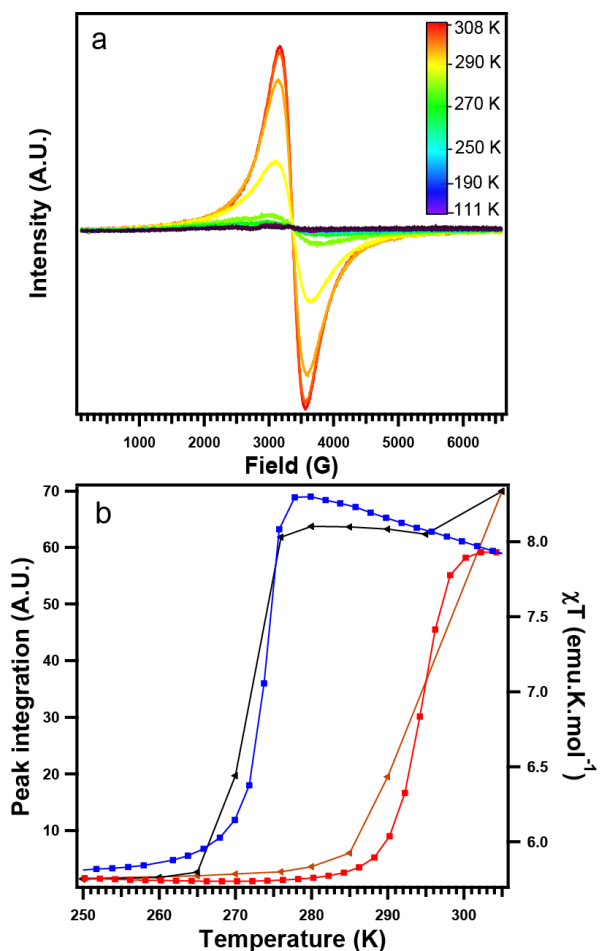 a
308 K
290 K
270 K
250 K
190 K
111 K
Intensity (A.U.)
1000 2000 3000 4000 5000 6000
Field (G)
b
70
60
50
40
30
20
10
Peak integration (A.U.)
8.0
7.5
7.0
6.5
6.0
χT (emu.K.mol⁻¹)
250 260 270 280 290 300
Temperature (K)